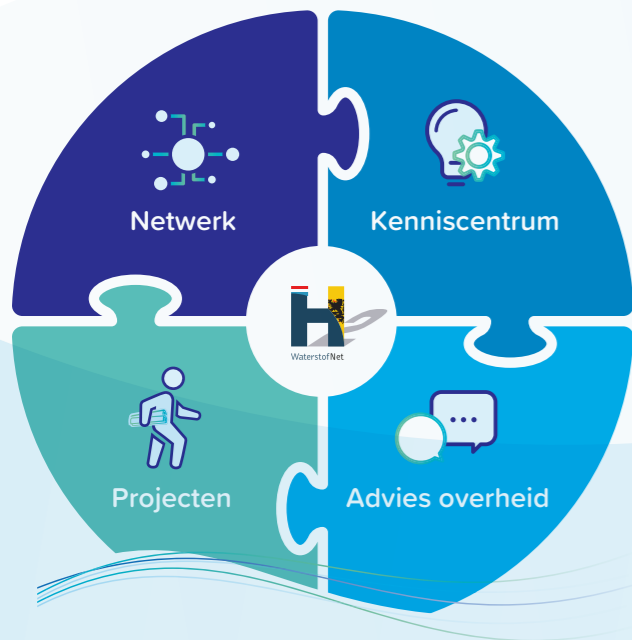 Netwerk
Kenniscentrum
WaterstofNet
Projecten
Advies overheid